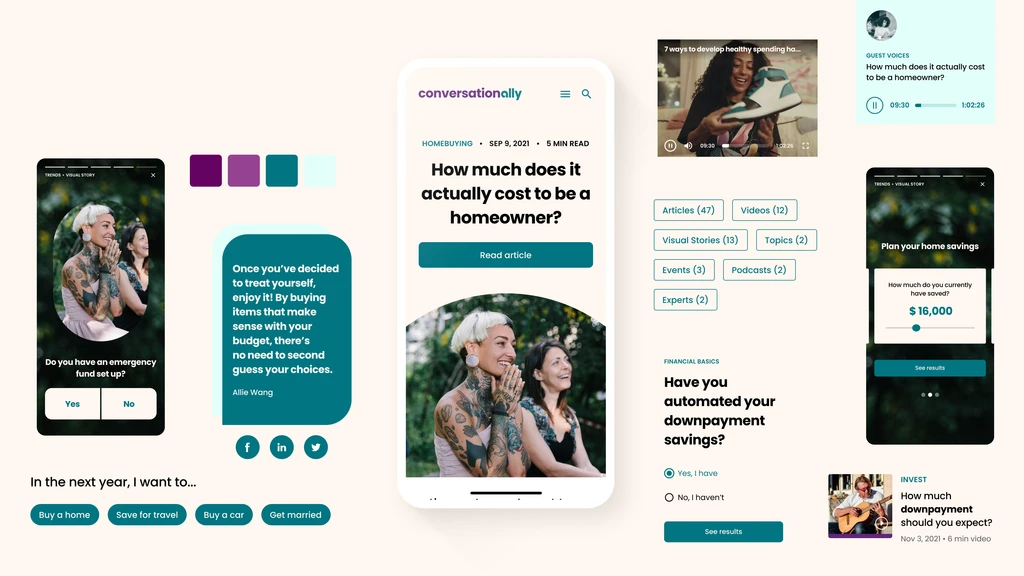 TRENDS • VISUAL STORY
Do you have an emergency
fund set up?
Yes
No
Once you've decided
to treat yourself,
enjoy it! By buying
items that make
sense with your
budget, there's
no need to second
guess your choices.
Allie Wang
In the next year, I want to...
Buy a home
Save for travel
Buy a car
Get married
conversationally
HOMEBUYING • SEP 9, 2021 • 5 MIN READ
How much does it
actually cost to be a
homeowner?
Read article
7 ways to develop healthy spending ha...
09:30
1:02:26
Articles (47)
Videos (12)
Visual Stories (13)
Topics (2)
Events (3)
Podcasts (2)
Experts (2)
FINANCIAL BASICS
Have you
automated your
downpayment
savings?
Yes, I have
No, I haven't
See results
GUEST VOICES
How much does it actually cost
to be a homeowner?
09:30
1:02:26
TRENDS • VISUAL STORY
Plan your home savings
How much do you currently
have saved?
$ 16,000
See results
INVEST
How much
downpayment
should you expect?
Nov 3, 2021 • 6 min video